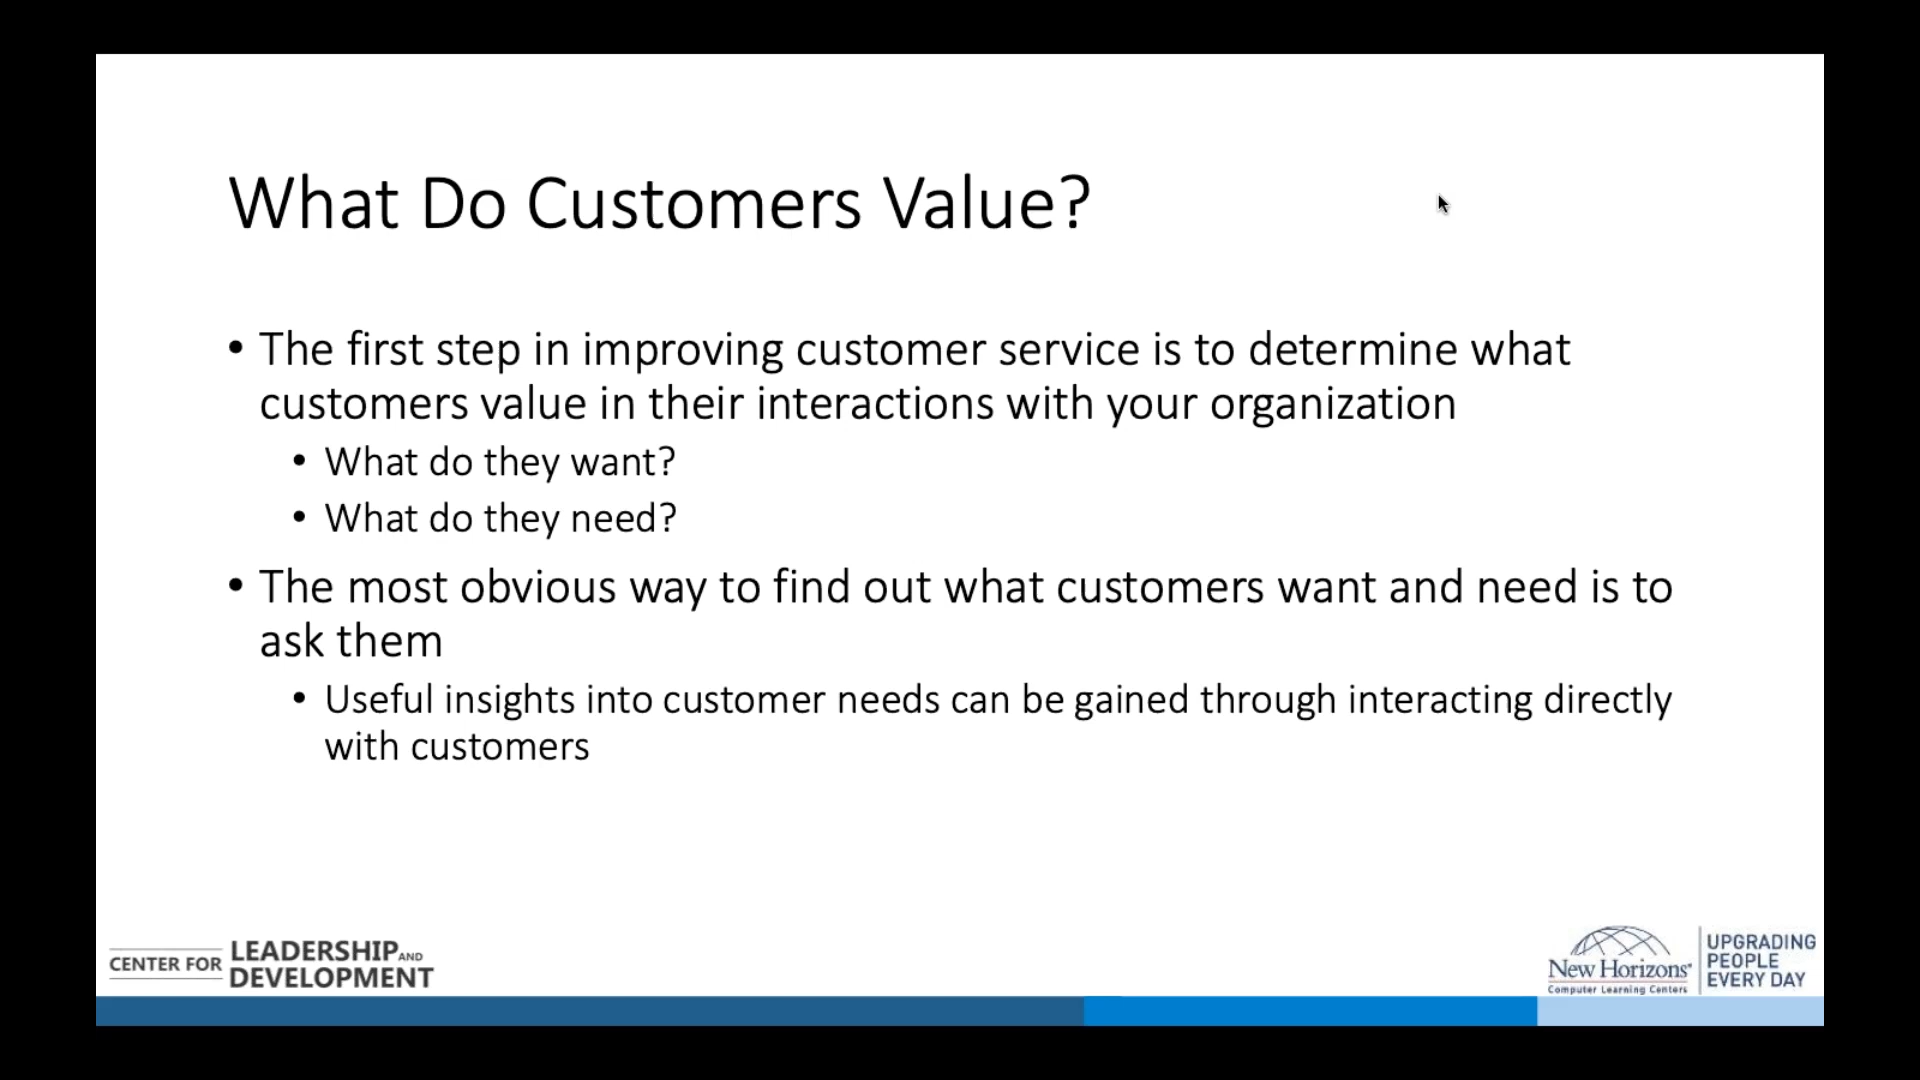 What Do Customers Value?
• The first step in improving customer service is to determine what
customers value in their interactions with your organization
• What do they want?
• What do they need?
• The most obvious way to find out what customers want and need is to
ask them
• Useful insights into customer needs can be gained through interacting directly
with customers
CENTER FOR LEADERSHIP AND
DEVELOPMENT
New Horizons®
Computer Learning Centers
UPGRADING
PEOPLE
EVERY DAY